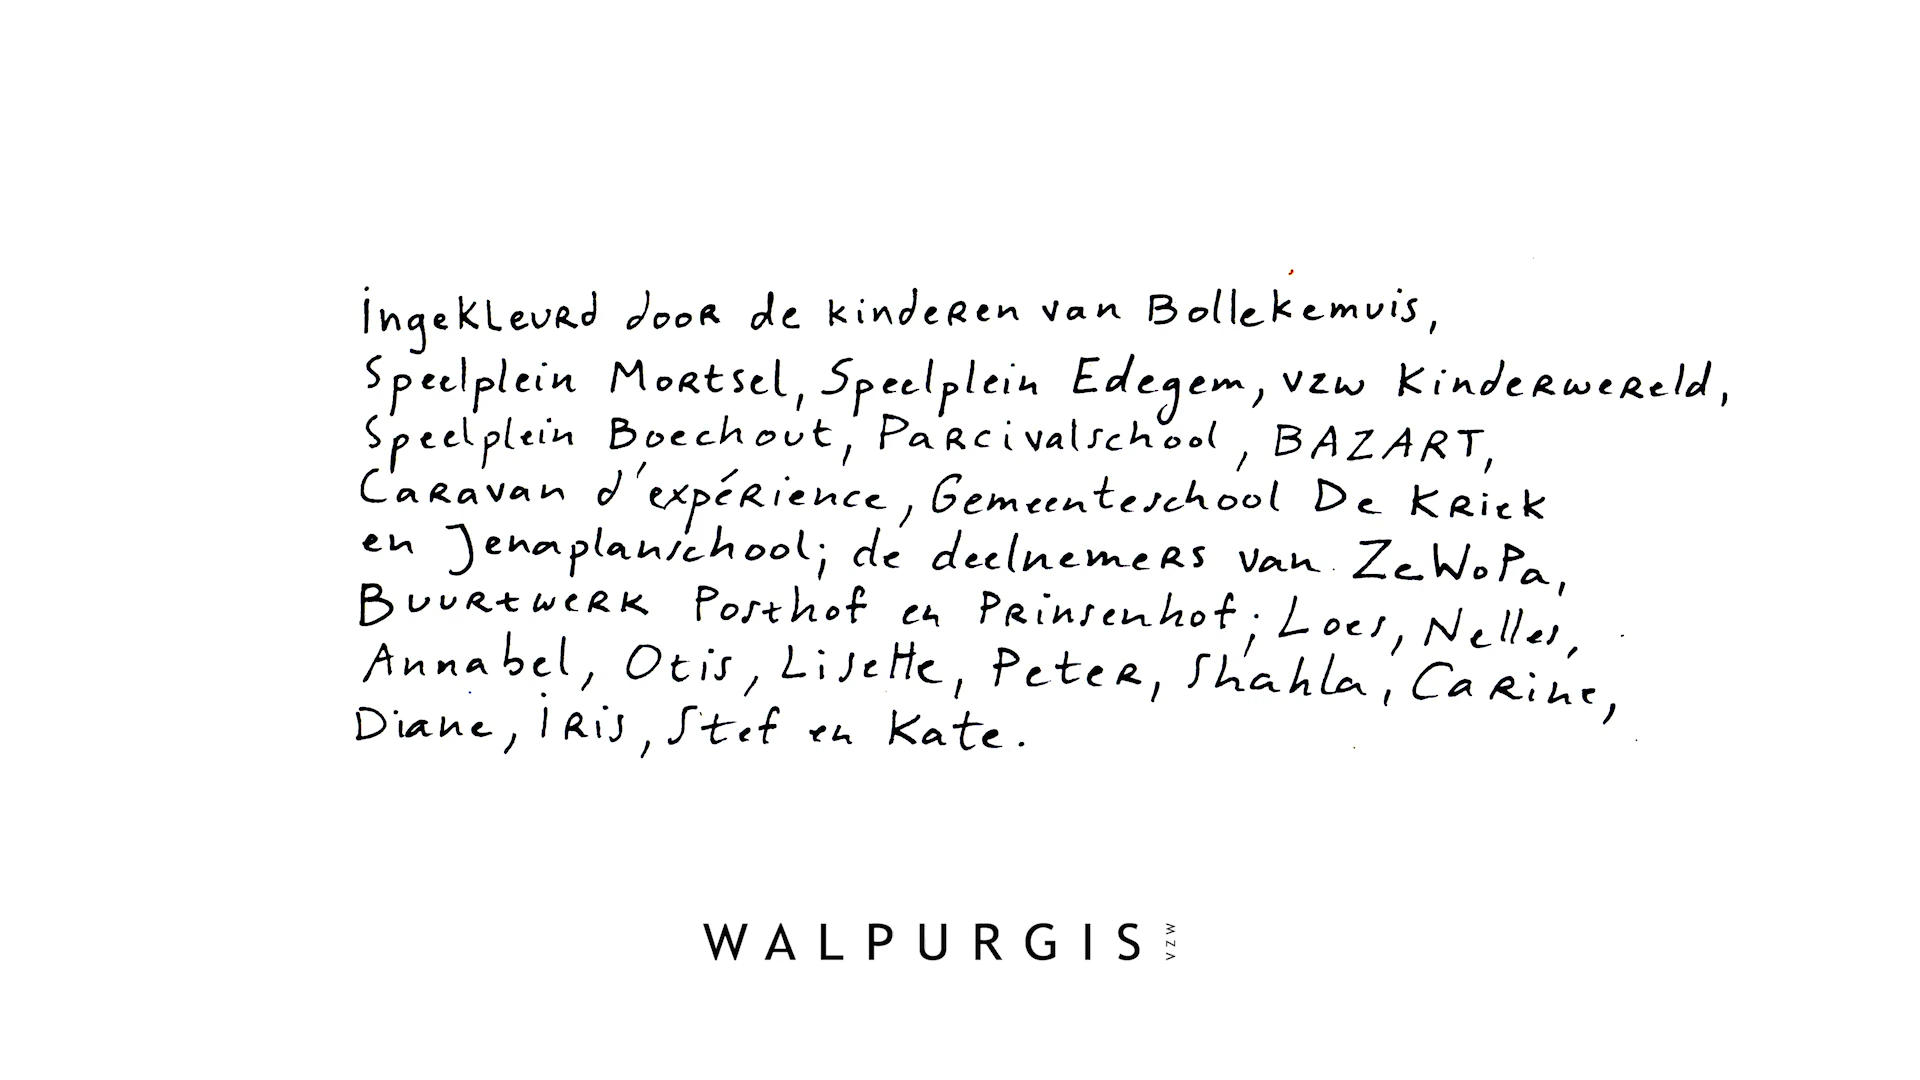 ingekleurd door de kinderen van Bollekemuis,
Speelplein Mortsel, Speelplein Edegem, vzw Kinderwereld,
Speelplein Boechout, Parcivalschool, BAZART,
Caravan d'expérience, Gemeenteschool De Kriek
en Jenaplanschool; de deelnemers van ZeWoPa,
Buurtwerk Posthof en Prinsenhof; Loes, Nelles,
Annabel, Otis, Lisette, Peter, Shahla, Carine,
Diane, iris, Stef en Kate.
WALPURGIS VZW